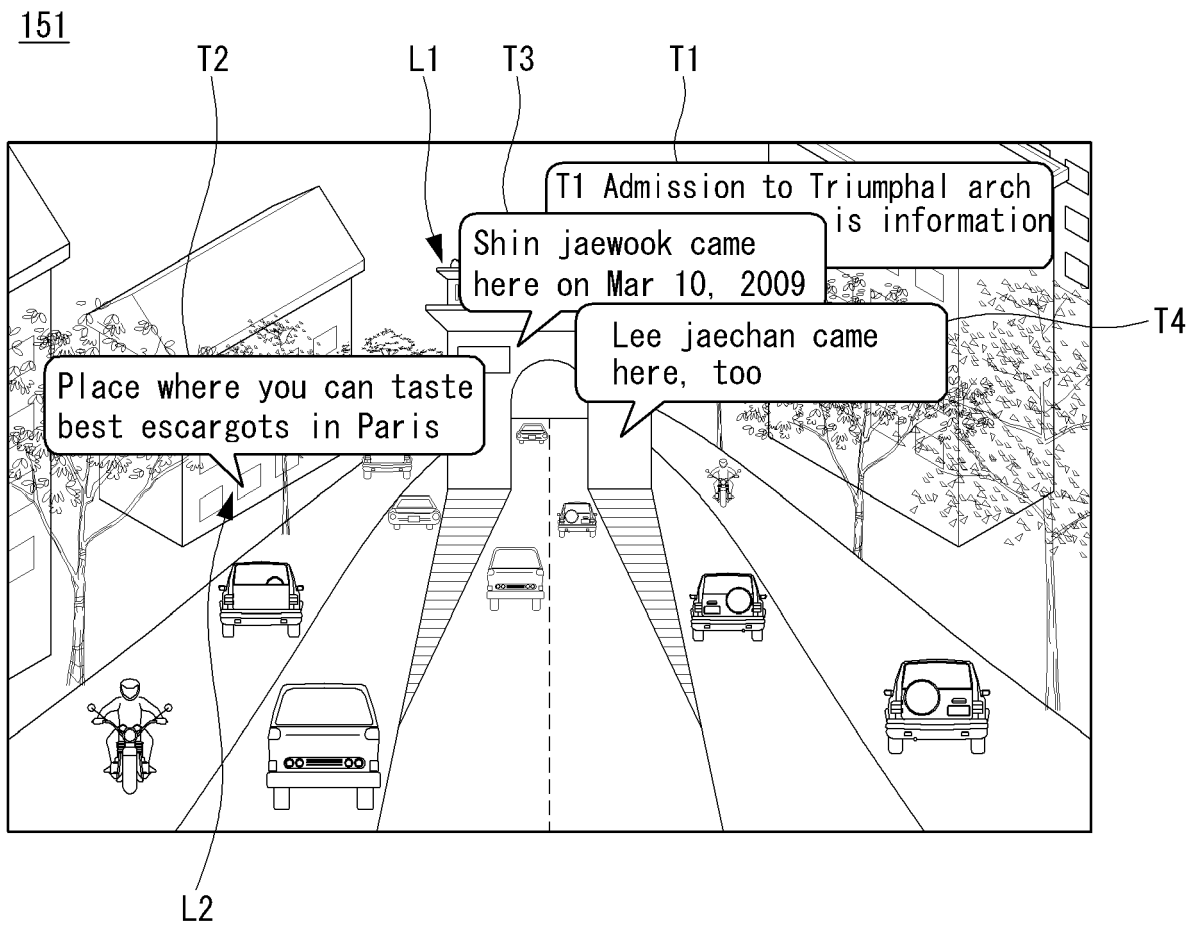 151
T2
L1
T3
T1
T1 Admission to Triumphal arch
is information
Shin jaewook came
here on Mar 10, 2009
Lee jaechan came
here, too
T4
Place where you can taste
best escargots in Paris
L2